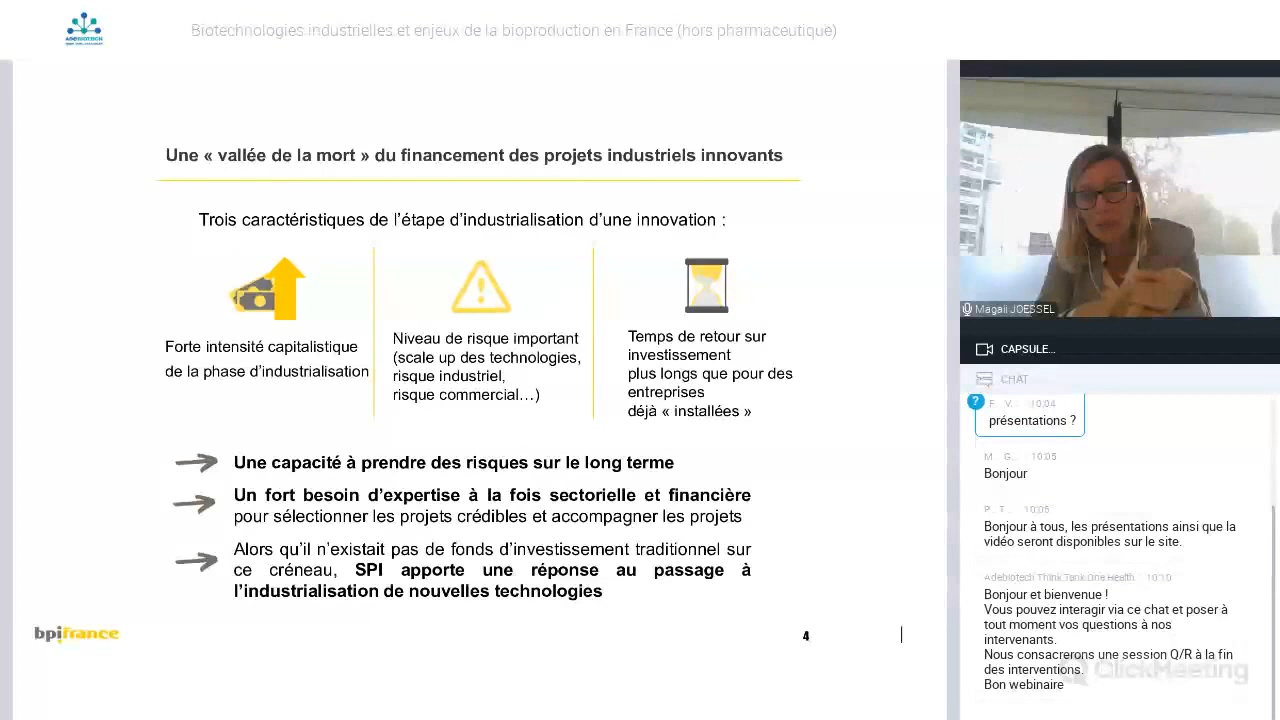 ADEBIOTECH
Biotechnologies industrielles et enjeux de la bioproduction en France (hors pharmaceutique)
Une « vallée de la mort » du financement des projets industriels innovants
Trois caractéristiques de l’étape d’industrialisation d’une innovation :
Forte intensité capitalistique
de la phase d’industrialisation
Niveau de risque important
(scale up des technologies,
risque industriel,
risque commercial…)
Temps de retour sur
investissement
plus longs que pour des
entreprises
déjà « installées »
Une capacité à prendre des risques sur le long terme
Un fort besoin d’expertise à la fois sectorielle et financière
pour sélectionner les projets crédibles et accompagner les projets
Alors qu’il n’existait pas de fonds d’investissement traditionnel sur
ce créneau, SPI apporte une réponse au passage à
l’industrialisation de nouvelles technologies
bpifrance
4
Magali JOESSEL
CAPSULE...
CHAT
?
F... V... 10:04
présentations ?
M... G... 10:05
Bonjour
P... T... 10:05
Bonjour à tous, les présentations ainsi que la
vidéo seront disponibles sur le site.
Adebiotech Think Tank One Health 10:10
Bonjour et bienvenue !
Vous pouvez interagir via ce chat et poser à
tout moment vos questions à nos
intervenants.
Nous consacrerons une session Q/R à la fin
des interventions.
Bon webinaire
ClickMeeting